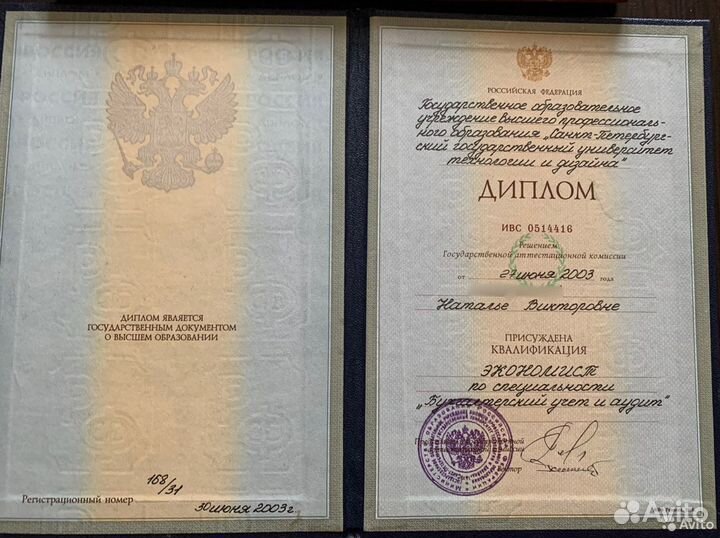 ДИПЛОМ ЯВЛЯЕТСЯ
ГОСУДАРСТВЕННЫМ ДОКУМЕНТОМ
О ВЫСШЕМ ОБРАЗОВАНИИ
168/31
Регистрационный номер
30 июня 2003 г.
РОССИЙСКАЯ ФЕДЕРАЦИЯ
Государственное образовательное
учреждение высшего профессиональ-
ного образования „Санкт-Петербург-
ский государственный университет
технологии и дизайна"
ДИПЛОМ
ИВС 0514416
Решением
Государственной аттестационной комиссии
от 27 июня 2003 года
Наталье Викторовне
ПРИСУЖДЕНА
КВАЛИФИКАЦИЯ
ЭКОНОМИСТ
по специальности
„Бухгалтерский учет и аудит"
Avito
Avito